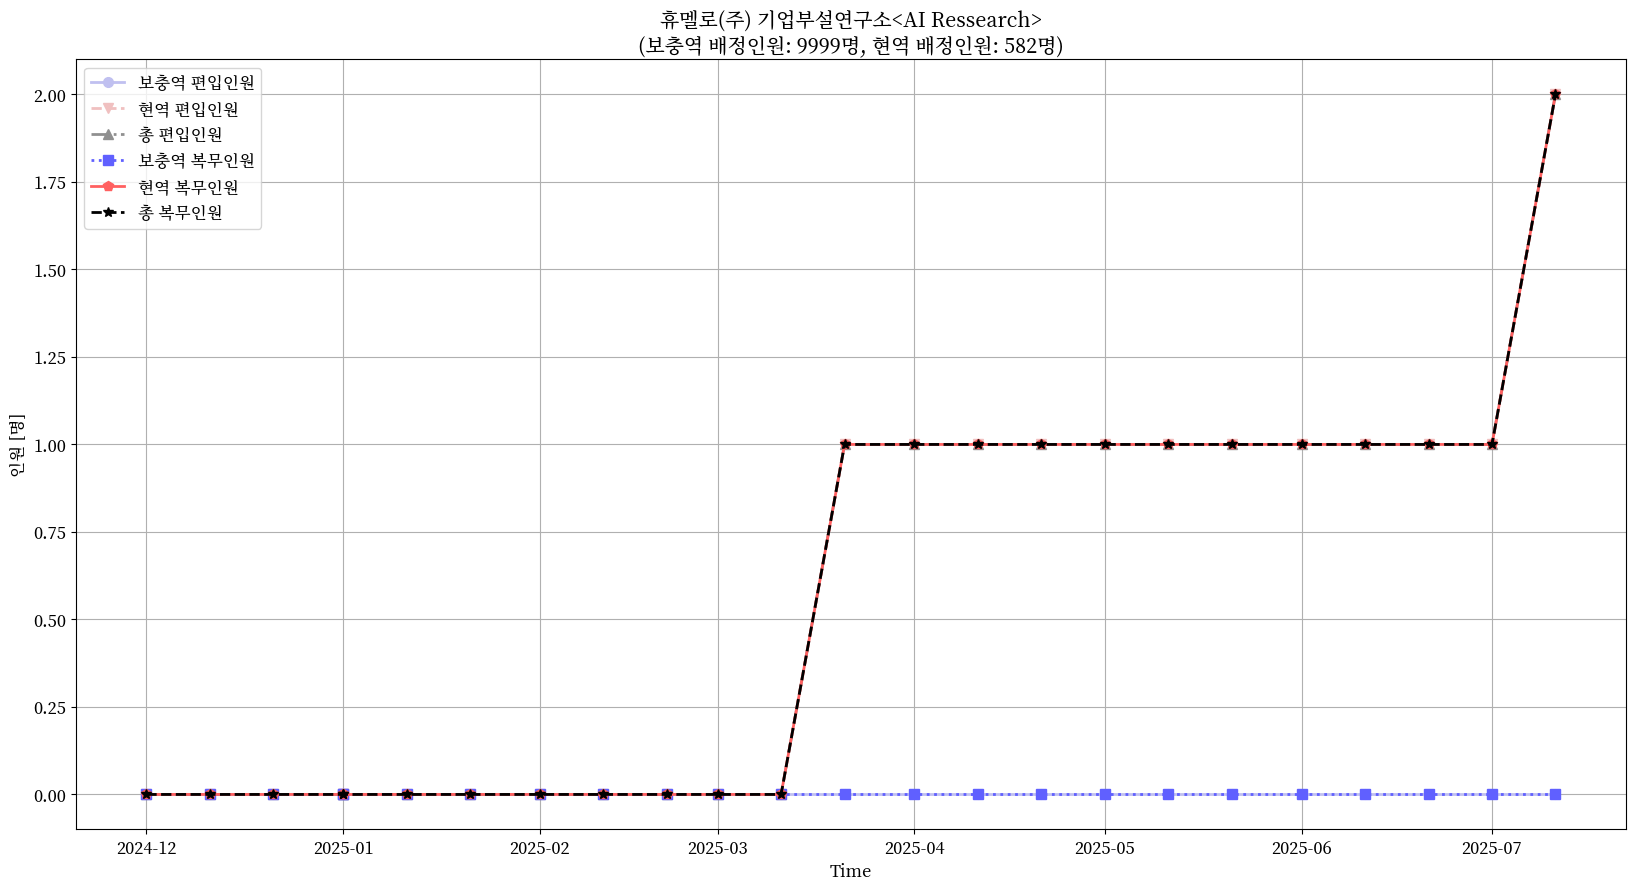 휴멜로(주) 기업부설연구소<AI Ressearch>
(보충역 배정인원: 9999명, 현역 배정인원: 582명)
보충역 편입인원
현역 편입인원
총 편입인원
보충역 복무인원
현역 복무인원
총 복무인원
인원 [명]
2.00
1.75
1.50
1.25
1.00
0.75
0.50
0.25
0.00
2024-12
2025-01
2025-02
2025-03
2025-04
2025-05
2025-06
2025-07
Time